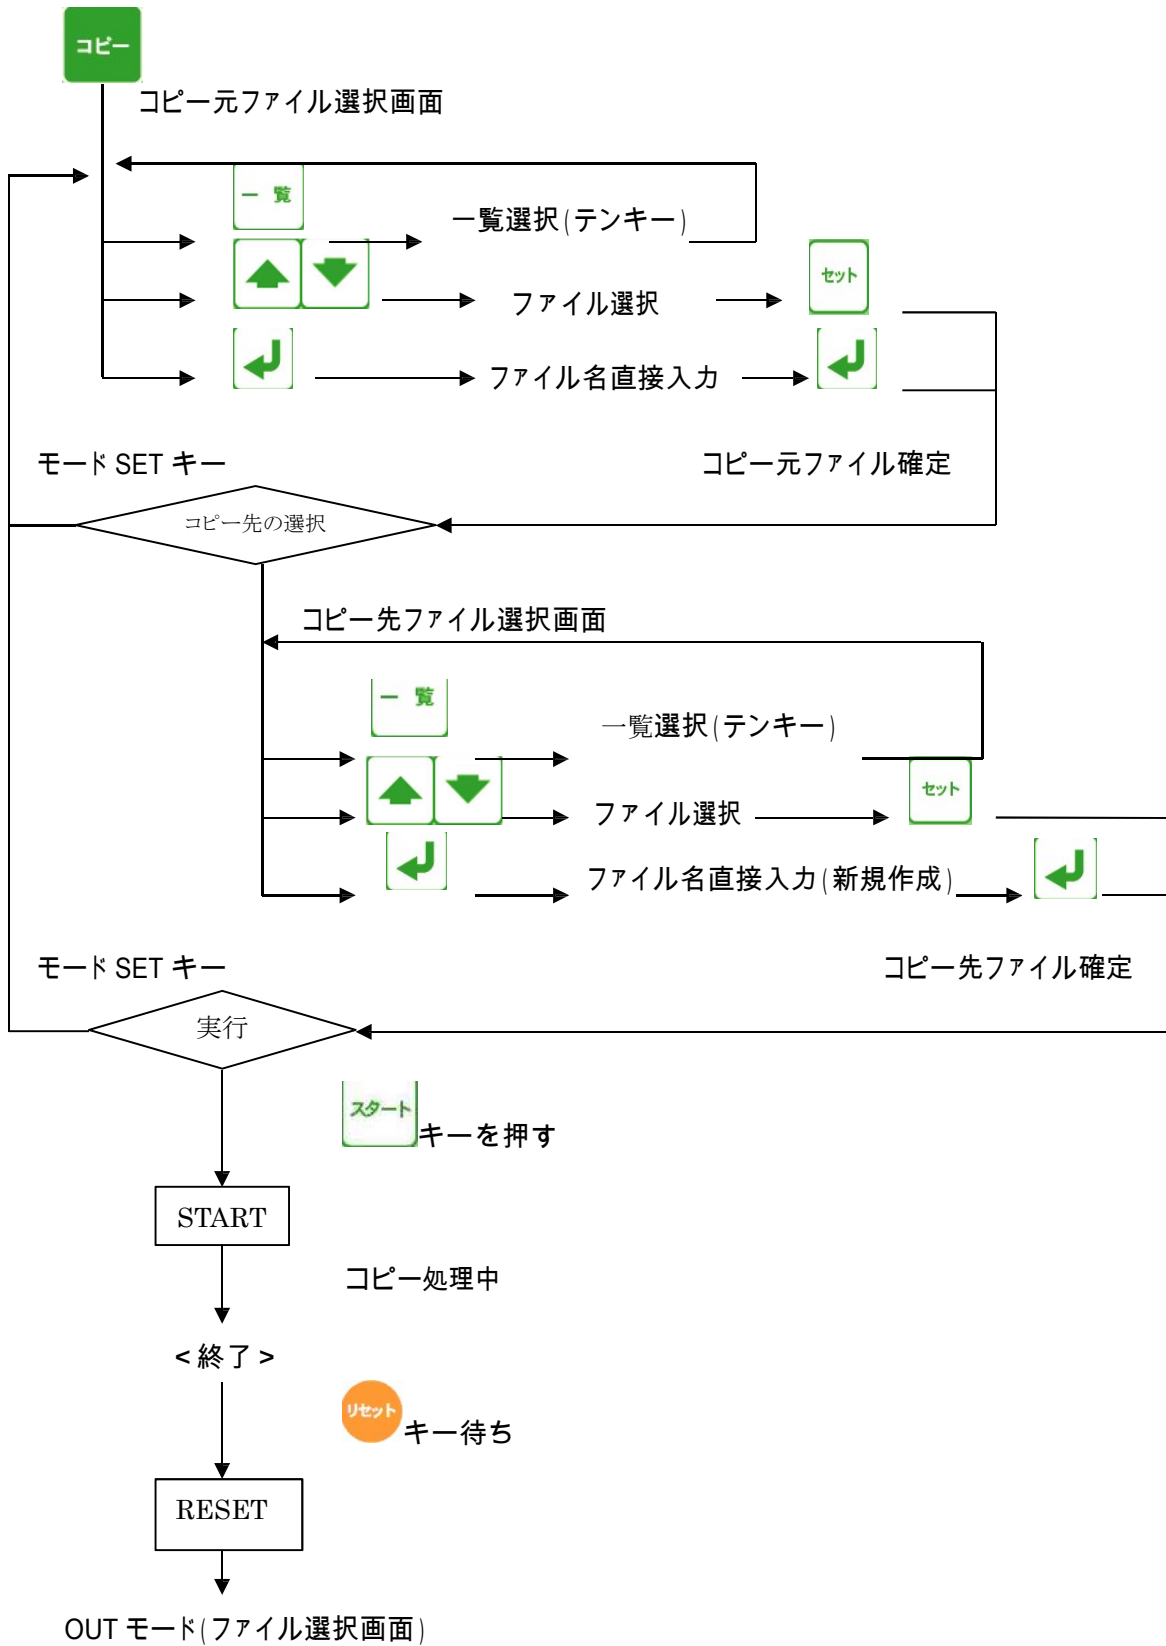 コピー
コピー元ファイル選択画面
一 覧
一覧選択(テンキー)
ファイル選択
セット
ファイル名直接入力
モード SET キー
コピー元ファイル確定
コピー先の選択
コピー先ファイル選択画面
一 覧
一覧選択(テンキー)
ファイル選択
セット
ファイル名直接入力(新規作成)
モード SET キー
コピー先ファイル確定
実行
スタート
キーを押す
START
コピー処理中
<終了>
リセット
キー待ち
RESET
OUT モード(ファイル選択画面)